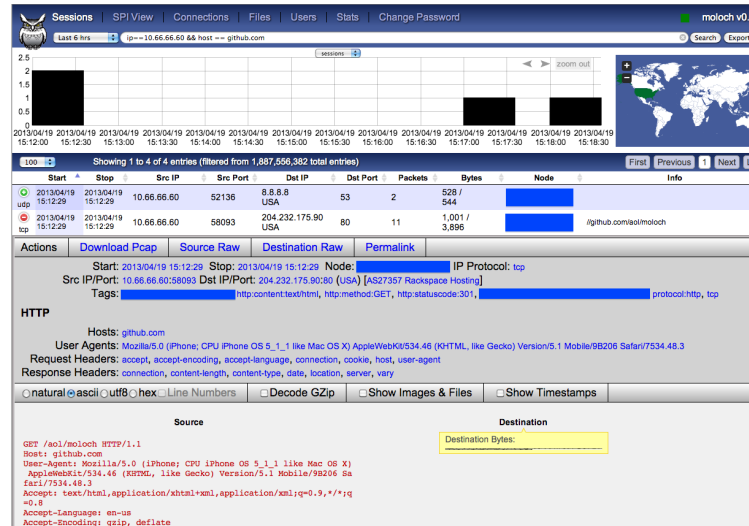 Sessions SPI View Connections Files Users Stats Change Password moloch v0.
Last 6 hrs ip==10.66.66.60 && host == github.com Search Export
sessions
zoom out
2.5
2
1.5
1
0.5
0
2013/04/19 2013/04/19 2013/04/19 2013/04/19 2013/04/19 2013/04/19 2013/04/19 2013/04/19 2013/04/19 2013/04/19 2013/04/19 2013/04/19 2013/04/19 2013/04/19
15:12:00 15:12:30 15:13:00 15:13:30 15:14:00 15:14:30 15:15:00 15:15:30 15:16:00 15:16:30 15:17:00 15:17:30 15:18:00 15:18:30
100 Showing 1 to 4 of 4 entries (filtered from 1,887,556,382 total entries) First Previous 1 Next
Start Stop Src IP Src Port Dst IP Dst Port Packets Bytes Node Info
udp 2013/04/19 15:12:29 2013/04/19 15:12:29 10.66.66.60 52136 8.8.8.8 USA 53 2 528 / 544
tcp 2013/04/19 15:12:29 2013/04/19 15:12:29 10.66.66.60 58093 204.232.175.90 USA 80 11 1,001 / 3,896 //github.com/aol/moloch
Actions Download Pcap Source Raw Destination Raw Permalink
Start: 2013/04/19 15:12:29 Stop: 2013/04/19 15:12:29 Node: IP Protocol: tcp
Src IP/Port: 10.66.66.60:58093 Dst IP/Port: 204.232.175.90:80 (USA) [AS27357 Rackspace Hosting]
Tags: http:content:text/html, http:method:GET, http:statuscode:301, protocol:http, tcp
HTTP
Hosts: github.com
User Agents: Mozilla/5.0 (iPhone; CPU iPhone OS 5_1_1 like Mac OS X) AppleWebKit/534.46 (KHTML, like Gecko) Version/5.1 Mobile/9B206 Safari/7534.48.3
Request Headers: accept, accept-encoding, accept-language, connection, cookie, host, user-agent
Response Headers: connection, content-length, content-type, date, location, server, vary
natural ascii utf8 hex Line Numbers Decode GZip Show Images & Files Show Timestamps
Source Destination
Destination Bytes:
GET /aol/moloch HTTP/1.1
Host: github.com
User-Agent: Mozilla/5.0 (iPhone; CPU iPhone OS 5_1_1 like Mac OS X)
AppleWebKit/534.46 (KHTML, like Gecko) Version/5.1 Mobile/9B206 Sa
fari/7534.48.3
Accept: text/html,application/xhtml+xml,application/xml;q=0.9,*/*;q
=0.8
Accept-Language: en-us
Accept-Encoding: gzip, deflate